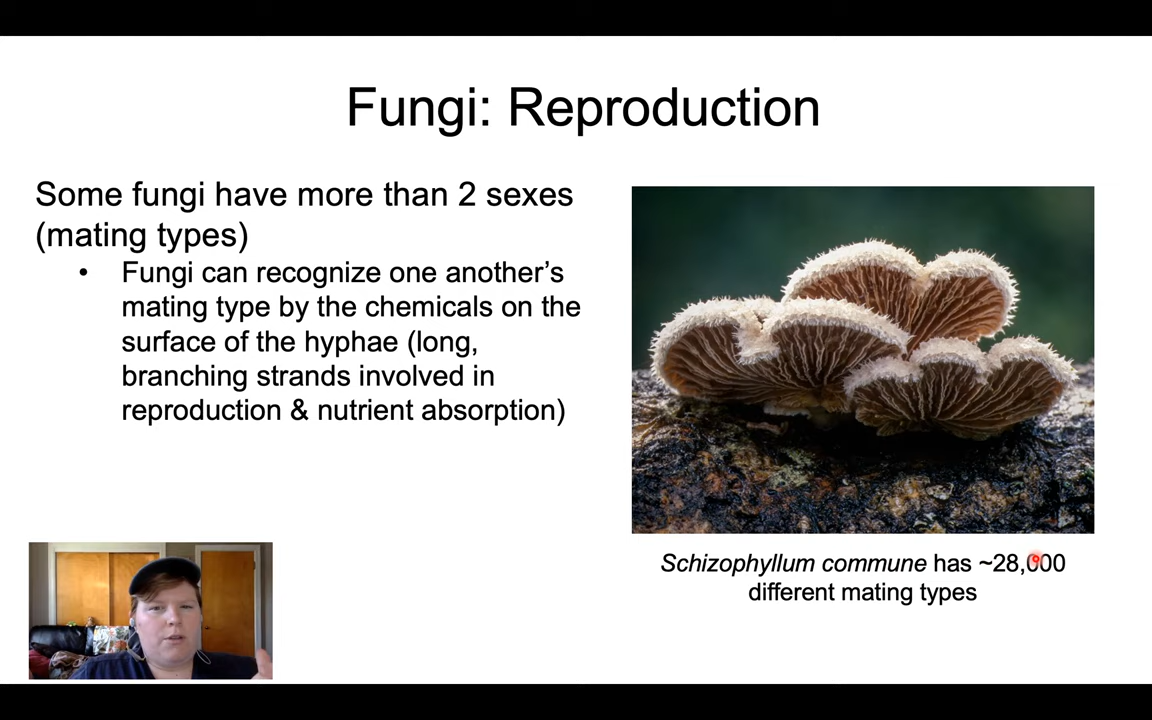 Fungi: Reproduction
Some fungi have more than 2 sexes
(mating types)
• Fungi can recognize one another’s
mating type by the chemicals on the
surface of the hyphae (long,
branching strands involved in
reproduction & nutrient absorption)
Schizophyllum commune has ~28,000
different mating types